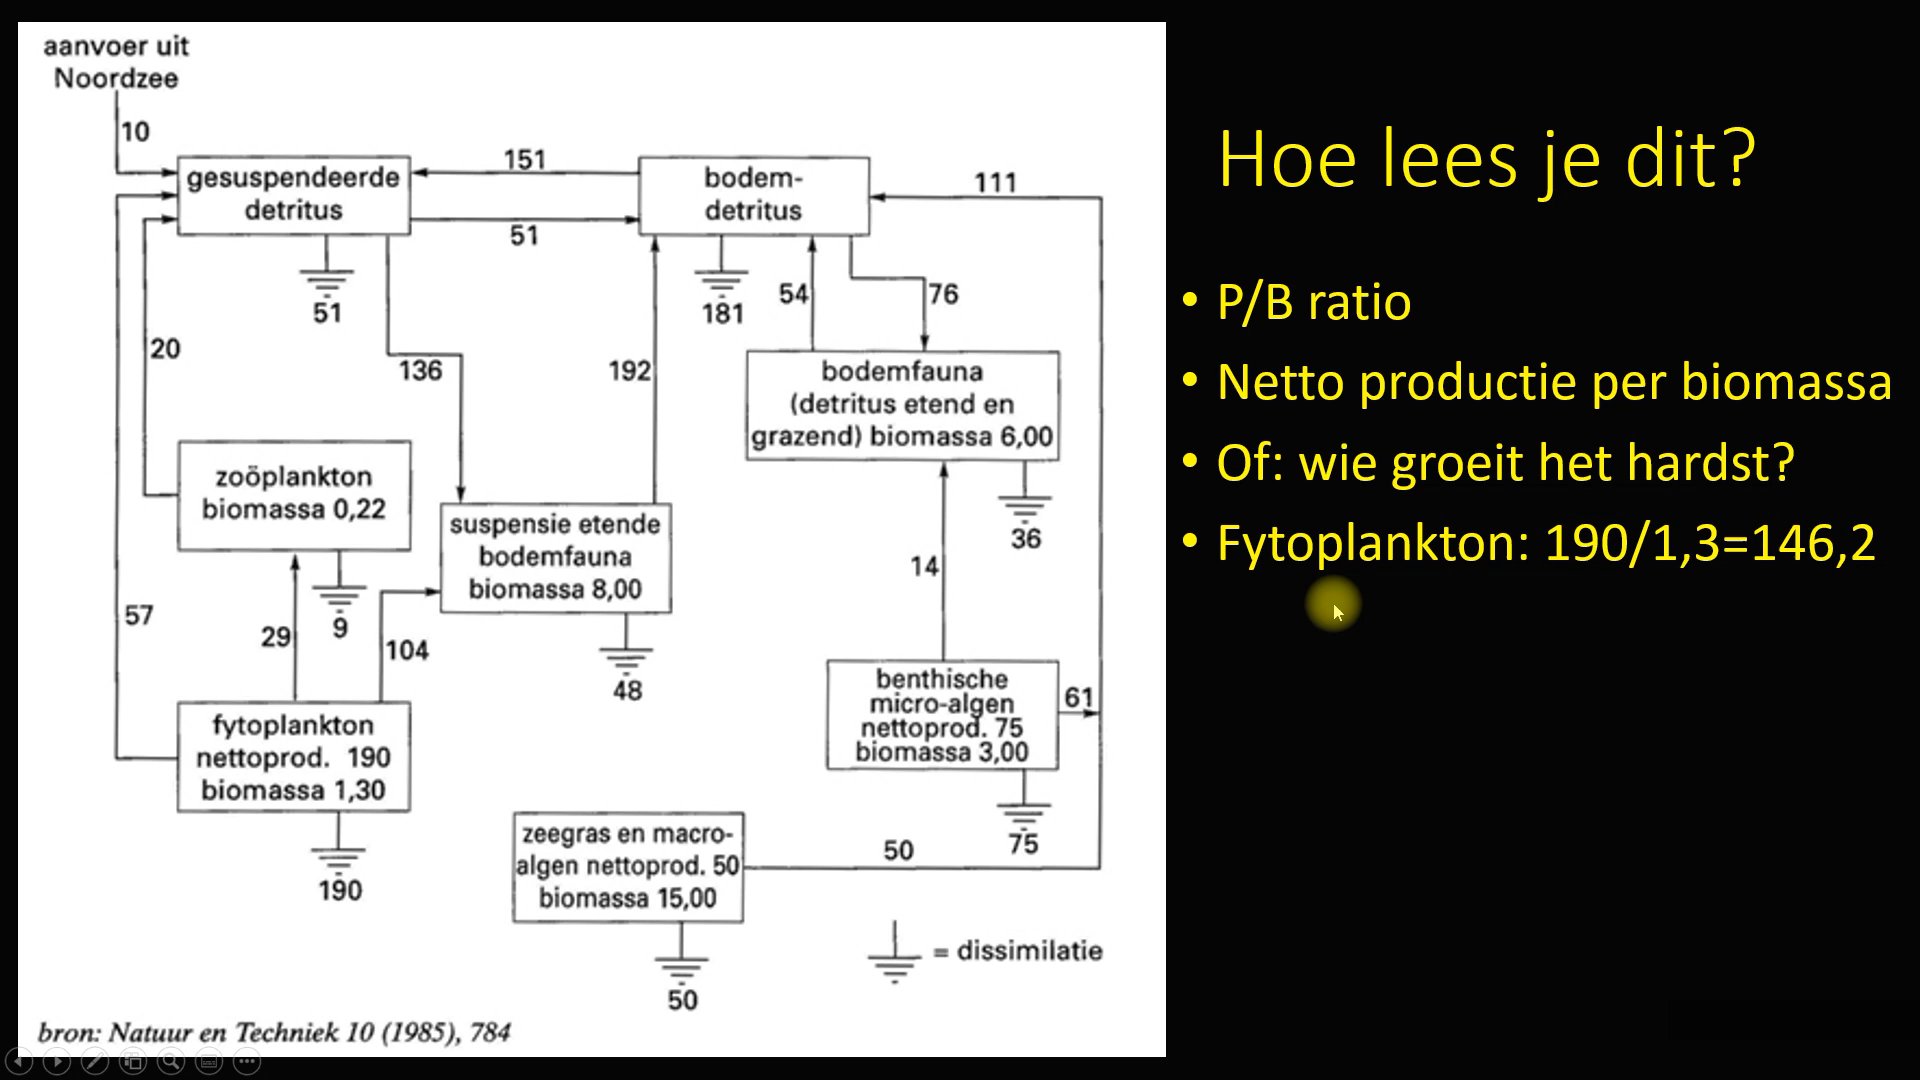 aanvoer uit
Noordzee
10
gesuspendeerde
detritus
151
51
bodem-
detritus
111
51
181
54
76
20
136
192
bodemfauna
(detritus etend en
grazend) biomassa 6,00
zoöplankton
biomassa 0,22
suspensie etende
bodemfauna
biomassa 8,00
36
14
57
29
9
104
48
benthische
micro-algen
nettoprod. 75
biomassa 3,00
61
fytoplankton
nettoprod. 190
biomassa 1,30
75
zeegras en macro-
algen nettoprod. 50
biomassa 15,00
50
190
50
= dissimilatie
bron: Natuur en Techniek 10 (1985), 784
Hoe lees je dit?
• P/B ratio
• Netto productie per biomassa
• Of: wie groeit het hardst?
• Fytoplankton: 190/1,3=146,2